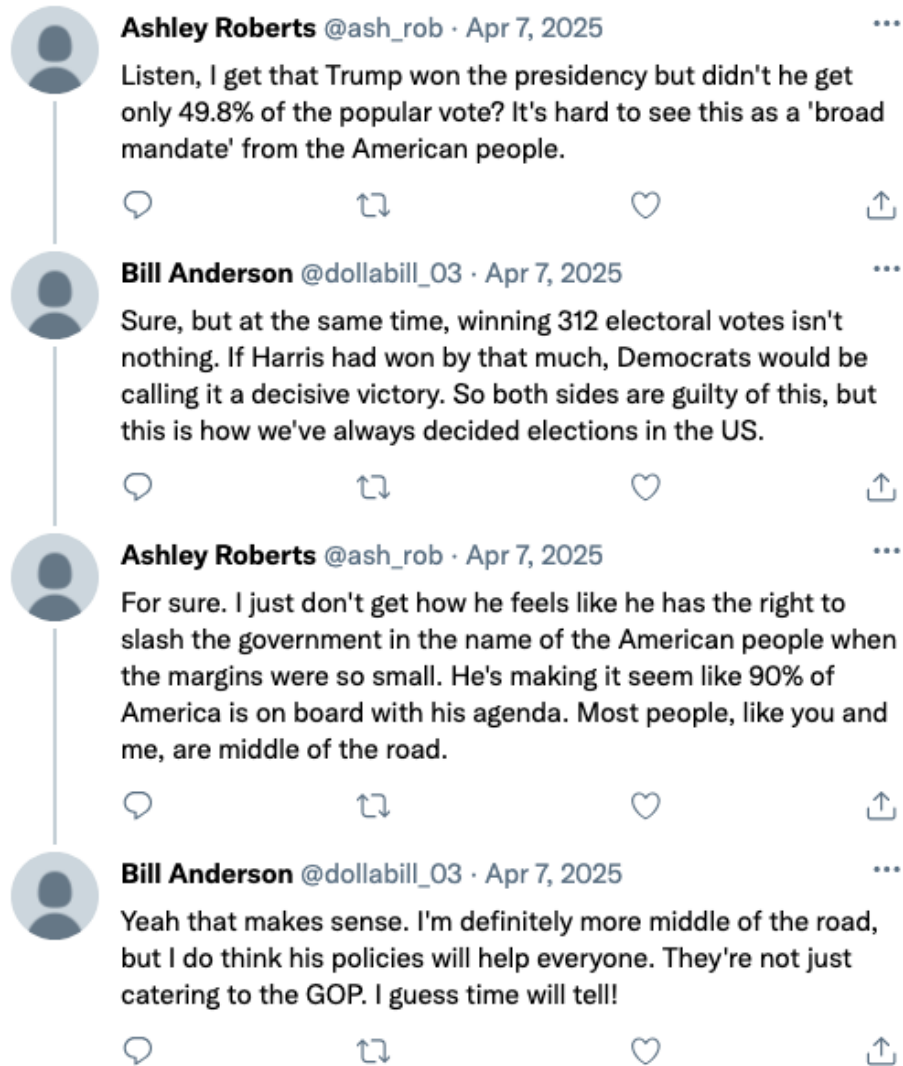 Ashley Roberts @ash_rob · Apr 7, 2025
Listen, I get that Trump won the presidency but didn't he get
only 49.8% of the popular vote? It's hard to see this as a 'broad
mandate' from the American people.
Bill Anderson @dollabill_03 · Apr 7, 2025
Sure, but at the same time, winning 312 electoral votes isn't
nothing. If Harris had won by that much, Democrats would be
calling it a decisive victory. So both sides are guilty of this, but
this is how we've always decided elections in the US.
Ashley Roberts @ash_rob · Apr 7, 2025
For sure. I just don't get how he feels like he has the right to
slash the government in the name of the American people when
the margins were so small. He's making it seem like 90% of
America is on board with his agenda. Most people, like you and
me, are middle of the road.
Bill Anderson @dollabill_03 · Apr 7, 2025
Yeah that makes sense. I'm definitely more middle of the road,
but I do think his policies will help everyone. They're not just
catering to the GOP. I guess time will tell!